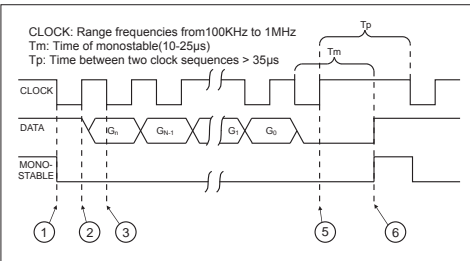 CLOCK: Range frequencies from100KHz to 1MHz
Tm: Time of monostable(10-25µs)
Tp: Time between two clock sequences > 35µs
Tp
Tm
CLOCK
DATA
Gn
GN-1
G1
G0
MONO-
STABLE
1
2
3
5
6